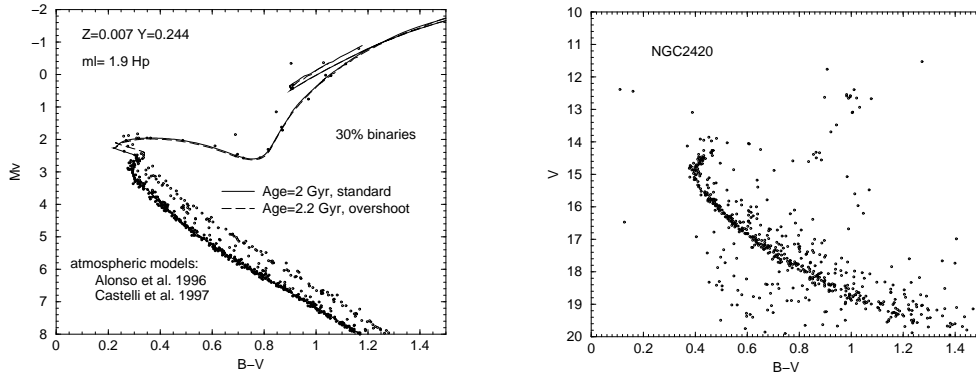 −2
−1
0
1
2
3
4
5
6
7
8
Mv
Z=0.007 Y=0.244
ml= 1.9 Hp
30% binaries
Age=2 Gyr, standard
Age=2.2 Gyr, overshoot
atmospheric models:
Alonso et al. 1996
Castelli et al. 1997
0 0.2 0.4 0.6 0.8 1 1.2 1.4
B−V
10
11
12
13
14
15
16
17
18
19
20
V
NGC2420
0 0.2 0.4 0.6 0.8 1 1.2 1.4
B−V